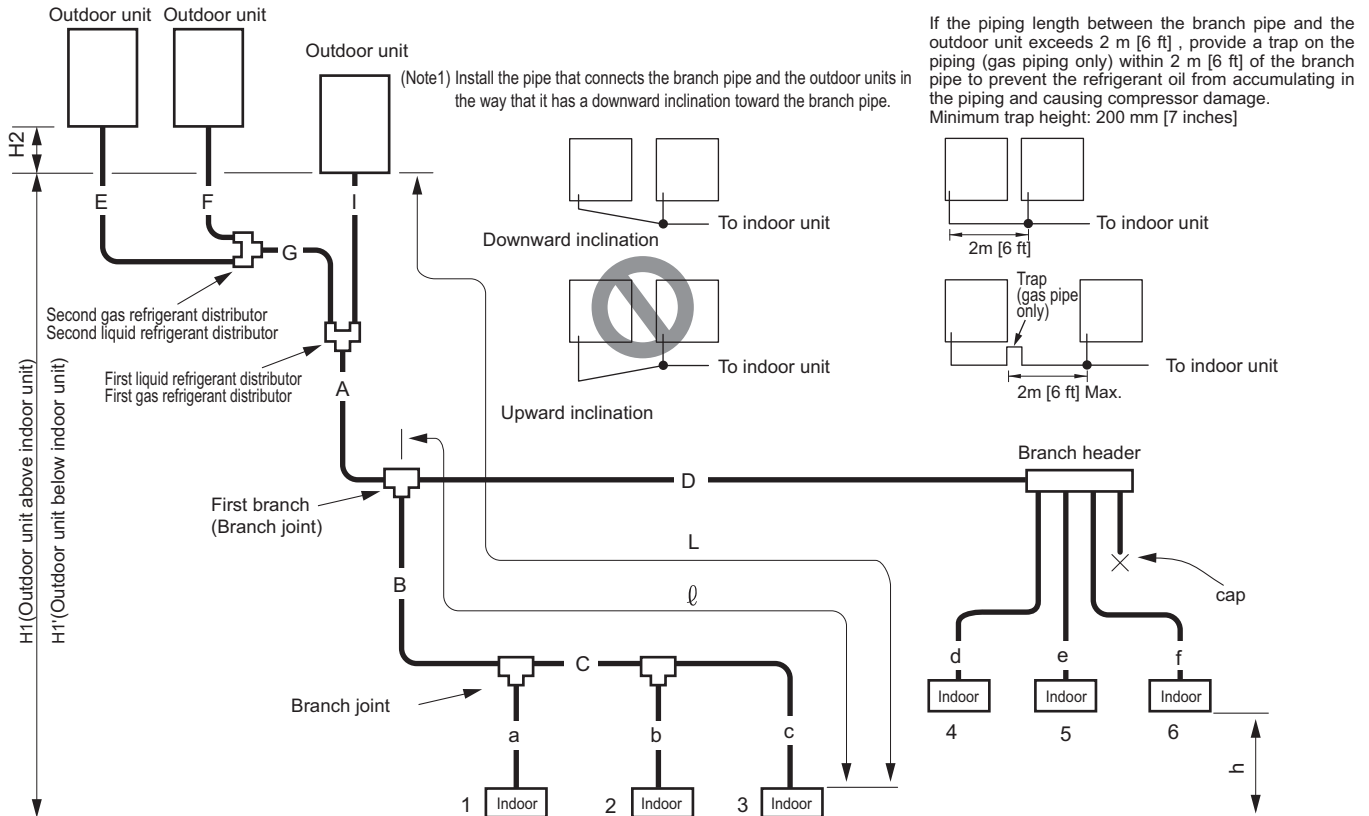 Outdoor unit Outdoor unit
Outdoor unit
If the piping length between the branch pipe and the
outdoor unit exceeds 2 m [6 ft] , provide a trap on the
piping (gas piping only) within 2 m [6 ft] of the branch
pipe to prevent the refrigerant oil from accumulating in
the piping and causing compressor damage.
Minimum trap height: 200 mm [7 inches]
(Note1) Install the pipe that connects the branch pipe and the outdoor units in
the way that it has a downward inclination toward the branch pipe.
H2
E
F
I
G
To indoor unit
Downward inclination
To indoor unit
2m [6 ft]
Second gas refrigerant distributor
Second liquid refrigerant distributor
Trap
(gas pipe
only)
To indoor unit
To indoor unit
2m [6 ft] Max.
Upward inclination
First liquid refrigerant distributor
First gas refrigerant distributor
A
H1(Outdoor unit above indoor unit)
H1'(Outdoor unit below indoor unit)
Branch header
D
First branch
(Branch joint)
L
B
ℓ
cap
C
Branch joint
a
b
c
d
e
f
Indoor
Indoor
Indoor
4
5
6
h
1 Indoor
2 Indoor
3 Indoor